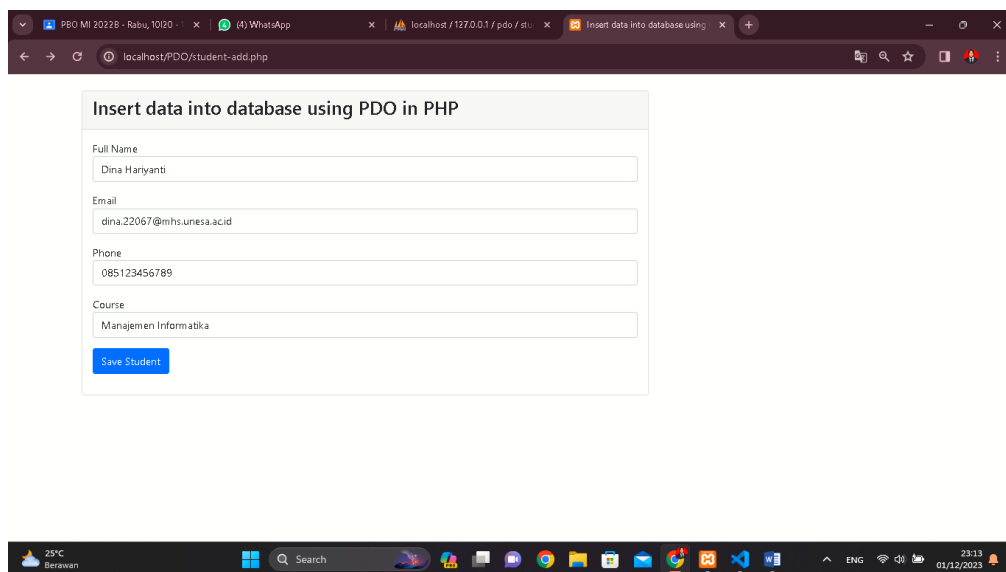 PBO MI 2022B - Rabu, 10I20 - 1
(4) WhatsApp
localhost / 127.0.0.1 / pdo / stu
Insert data into database using
localhost/PDO/student-add.php
Insert data into database using PDO in PHP
Full Name
Dina Hariyanti
Email
dina.22067@mhs.unesa.ac.id
Phone
085123456789
Course
Manajemen Informatika
Save Student
25°C
Berawan
Search
ENG
23:13
01/12/2023